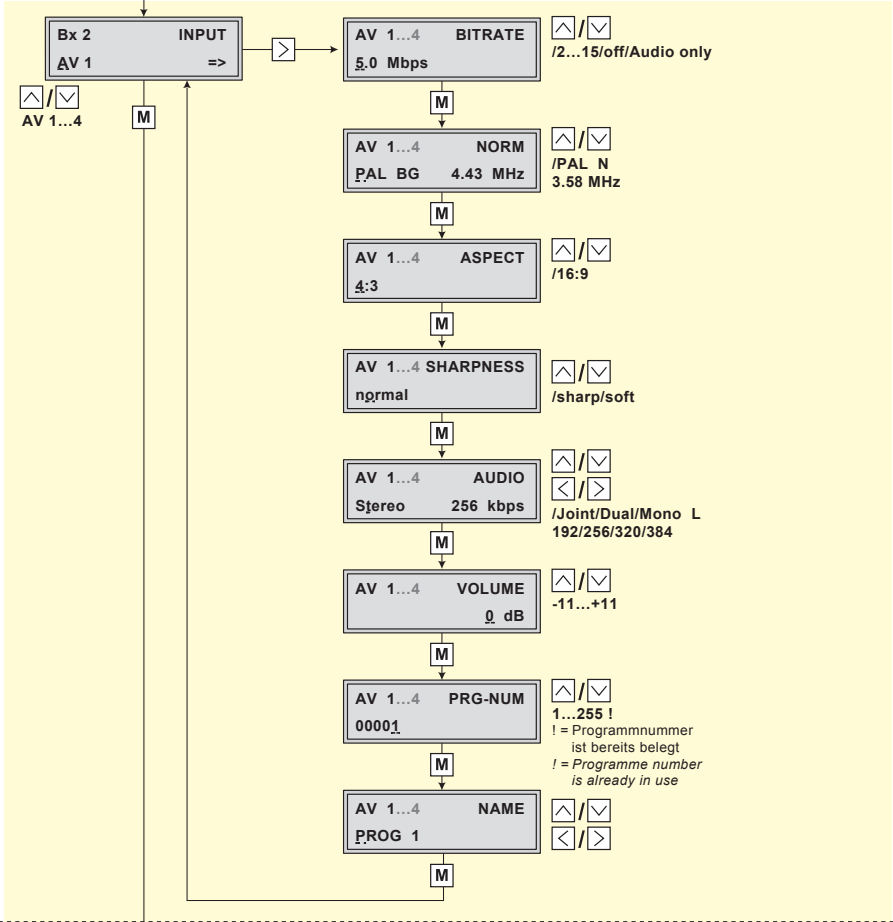 Bx 2 INPUT
AV 1 =>
/
AV 1...4
M
>
AV 1...4 BITRATE
5.0 Mbps
/
/2...15/off/Audio only
M
AV 1...4 NORM
PAL BG 4.43 MHz
/
/PAL N
3.58 MHz
M
AV 1...4 ASPECT
4:3
/
/16:9
M
AV 1...4 SHARPNESS
normal
/
/sharp/soft
M
AV 1...4 AUDIO
Stereo 256 kbps
/
< / >
/Joint/Dual/Mono L
192/256/320/384
M
AV 1...4 VOLUME
0 dB
/
-11...+11
M
AV 1...4 PRG-NUM
00001
/
1...255 !
! = Programmnummer
ist bereits belegt
! = Programme number
is already in use
M
AV 1...4 NAME
PROG 1
/
< / >
M